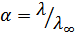 α = λ/λ∞